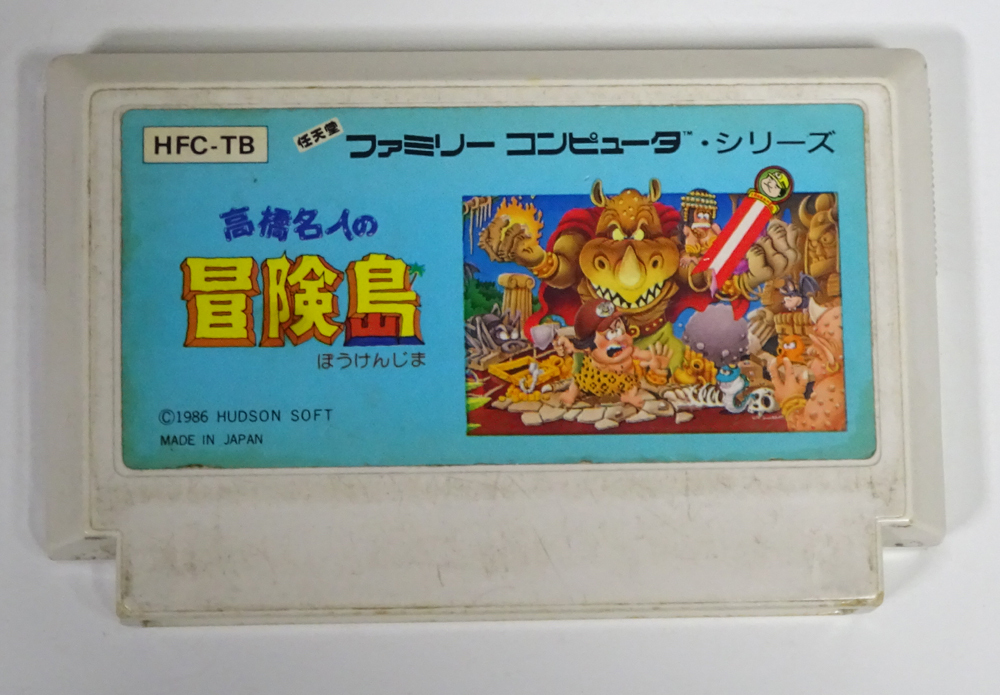 HFC-TB
任天堂 ファミリー コンピュータ™・シリーズ
高橋名人の
冒険島
ぼうけんじま
©1986 HUDSON SOFT
MADE IN JAPAN